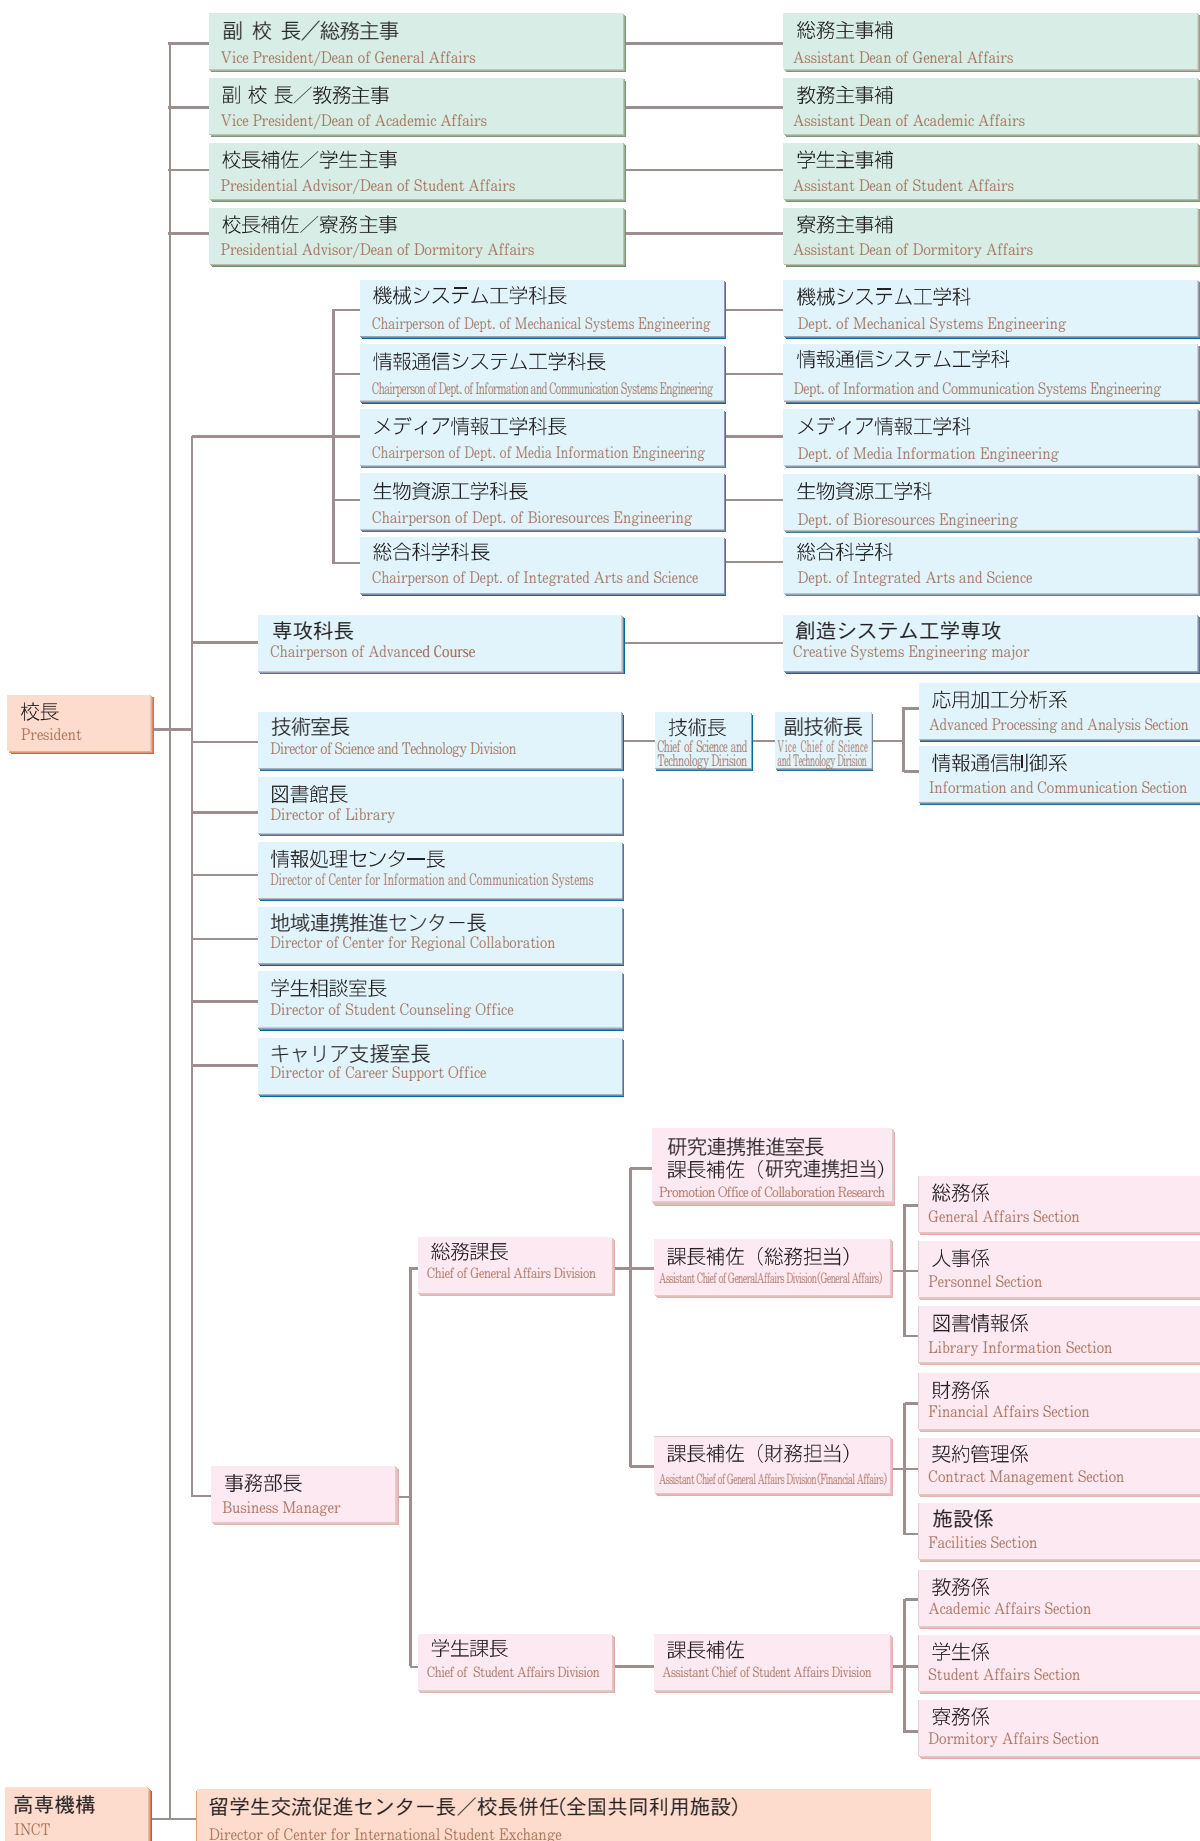 副 校 長／総務主事
Vice President/Dean of General Affairs
総務主事補
Assistant Dean of General Affairs
副 校 長／教務主事
Vice President/Dean of Academic Affairs
教務主事補
Assistant Dean of Academic Affairs
校長補佐／学生主事
Presidential Advisor/Dean of Student Affairs
学生主事補
Assistant Dean of Student Affairs
校長補佐／寮務主事
Presidential Advisor/Dean of Dormitory Affairs
寮務主事補
Assistant Dean of Dormitory Affairs
機械システム工学科長
Chairperson of Dept. of Mechanical Systems Engineering
機械システム工学科
Dept. of Mechanical Systems Engineering
情報通信システム工学科長
Chairperson of Dept. of Information and Communication Systems Engineering
情報通信システム工学科
Dept. of Information and Communication Systems Engineering
メディア情報工学科長
Chairperson of Dept. of Media Information Engineering
メディア情報工学科
Dept. of Media Information Engineering
生物資源工学科長
Chairperson of Dept. of Bioresources Engineering
生物資源工学科
Dept. of Bioresources Engineering
総合科学科長
Chairperson of Dept. of Integrated Arts and Science
総合科学科
Dept. of Integrated Arts and Science
専攻科長
Chairperson of Advanced Course
創造システム工学専攻
Creative Systems Engineering major
校長
President
技術室長
Director of Science and Technology Division
技術長
Chief of Science and
Technology Dirision
副技術長
Vice Chief of Science
and Technology Dirision
応用加工分析系
Advanced Processing and Analysis Section
情報通信制御系
Information and Communication Section
図書館長
Director of Library
情報処理センター長
Director of Center for Information and Communication Systems
地域連携推進センター長
Director of Center for Regional Collaboration
学生相談室長
Director of Student Counseling Office
キャリア支援室長
Director of Career Support Office
研究連携推進室長
課長補佐（研究連携担当）
Promotion Office of Collaboration Research
総務課長
Chief of General Affairs Division
課長補佐（総務担当）
Assistant Chief of GeneralAffairs Division(General Affairs)
総務係
General Affairs Section
人事係
Personnel Section
図書情報係
Library Information Section
課長補佐（財務担当）
Assistant Chief of General Affairs Division(Financial Affairs)
財務係
Financial Affairs Section
契約管理係
Contract Management Section
施設係
Facilities Section
事務部長
Business Manager
学生課長
Chief of Student Affairs Division
課長補佐
Assistant Chief of Student Affairs Division
教務係
Academic Affairs Section
学生係
Student Affairs Section
寮務係
Dormitory Affairs Section
高専機構
INCT
留学生交流促進センター長／校長併任(全国共同利用施設)
Director of Center for International Student Exchange